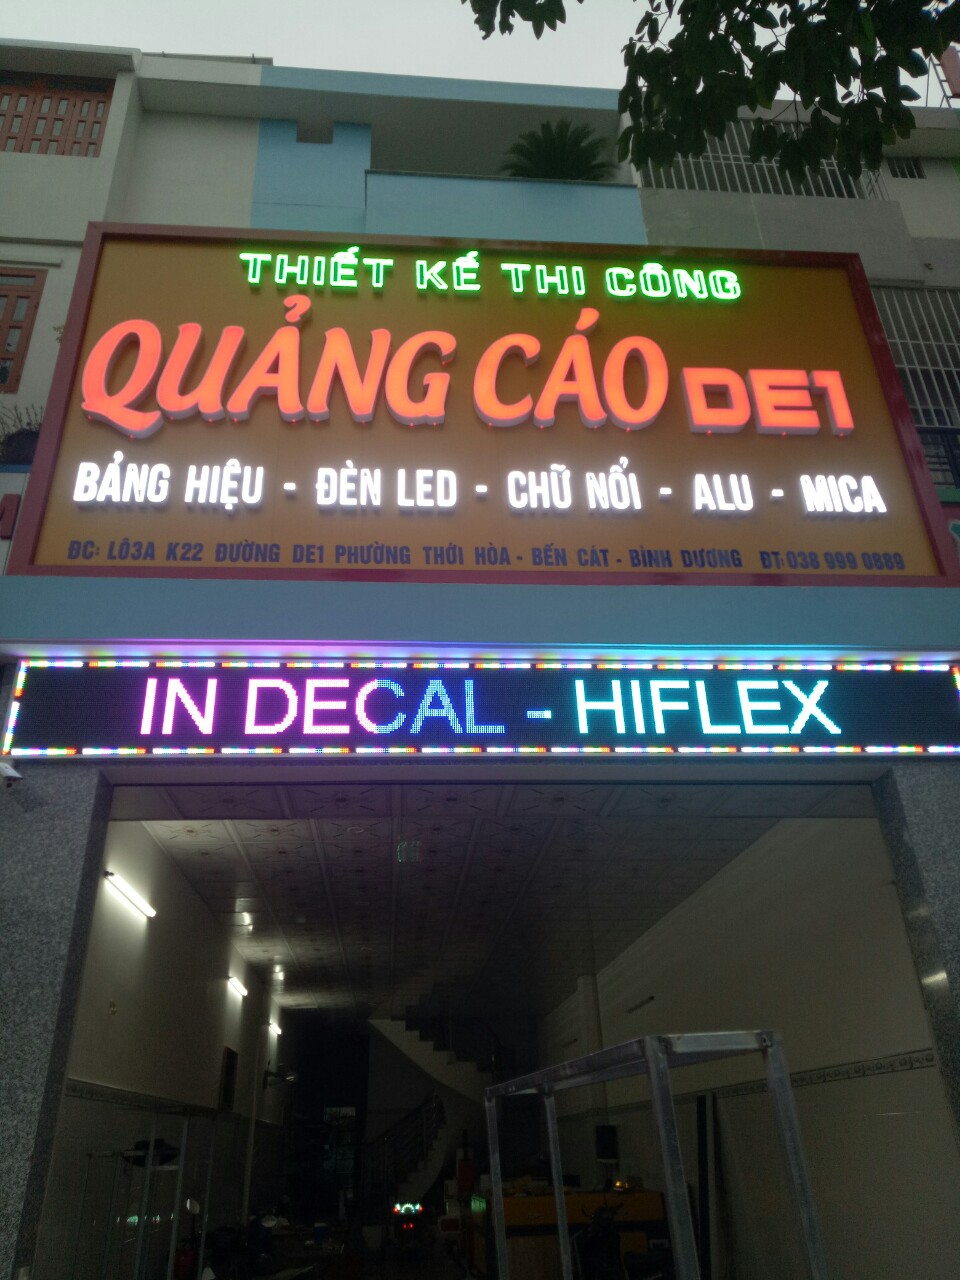 THIẾT KẾ THI CÔNG
QUẢNG CÁO DE1
BẢNG HIỆU - ĐÈN LED - CHỮ NỔI - ALU - MICA
ĐC: LÔ3A K22 ĐƯỜNG DE1 PHƯỜNG THỚI HÒA - BẾN CÁT - BÌNH DƯƠNG ĐT:038 999 0889
IN DECAL - HIFLEX